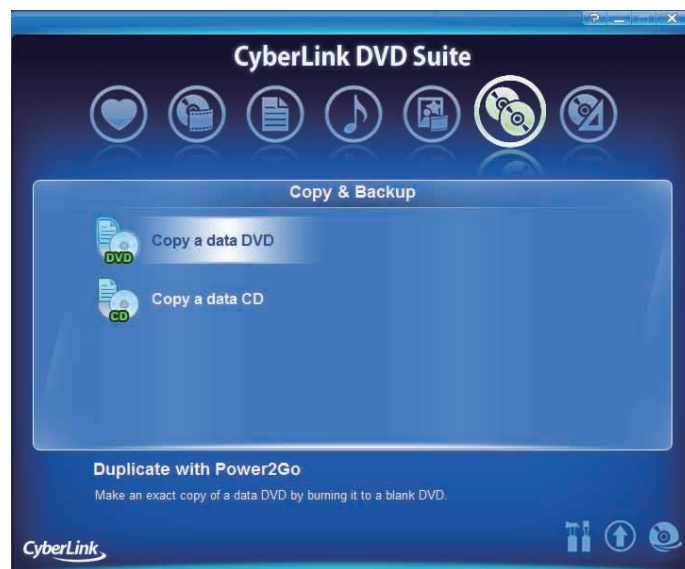 CyberLink DVD Suite
Copy & Backup
Copy a data DVD
DVD
Copy a data CD
CD
Duplicate with Power2Go
Make an exact copy of a data DVD by burning it to a blank DVD.
CyberLink